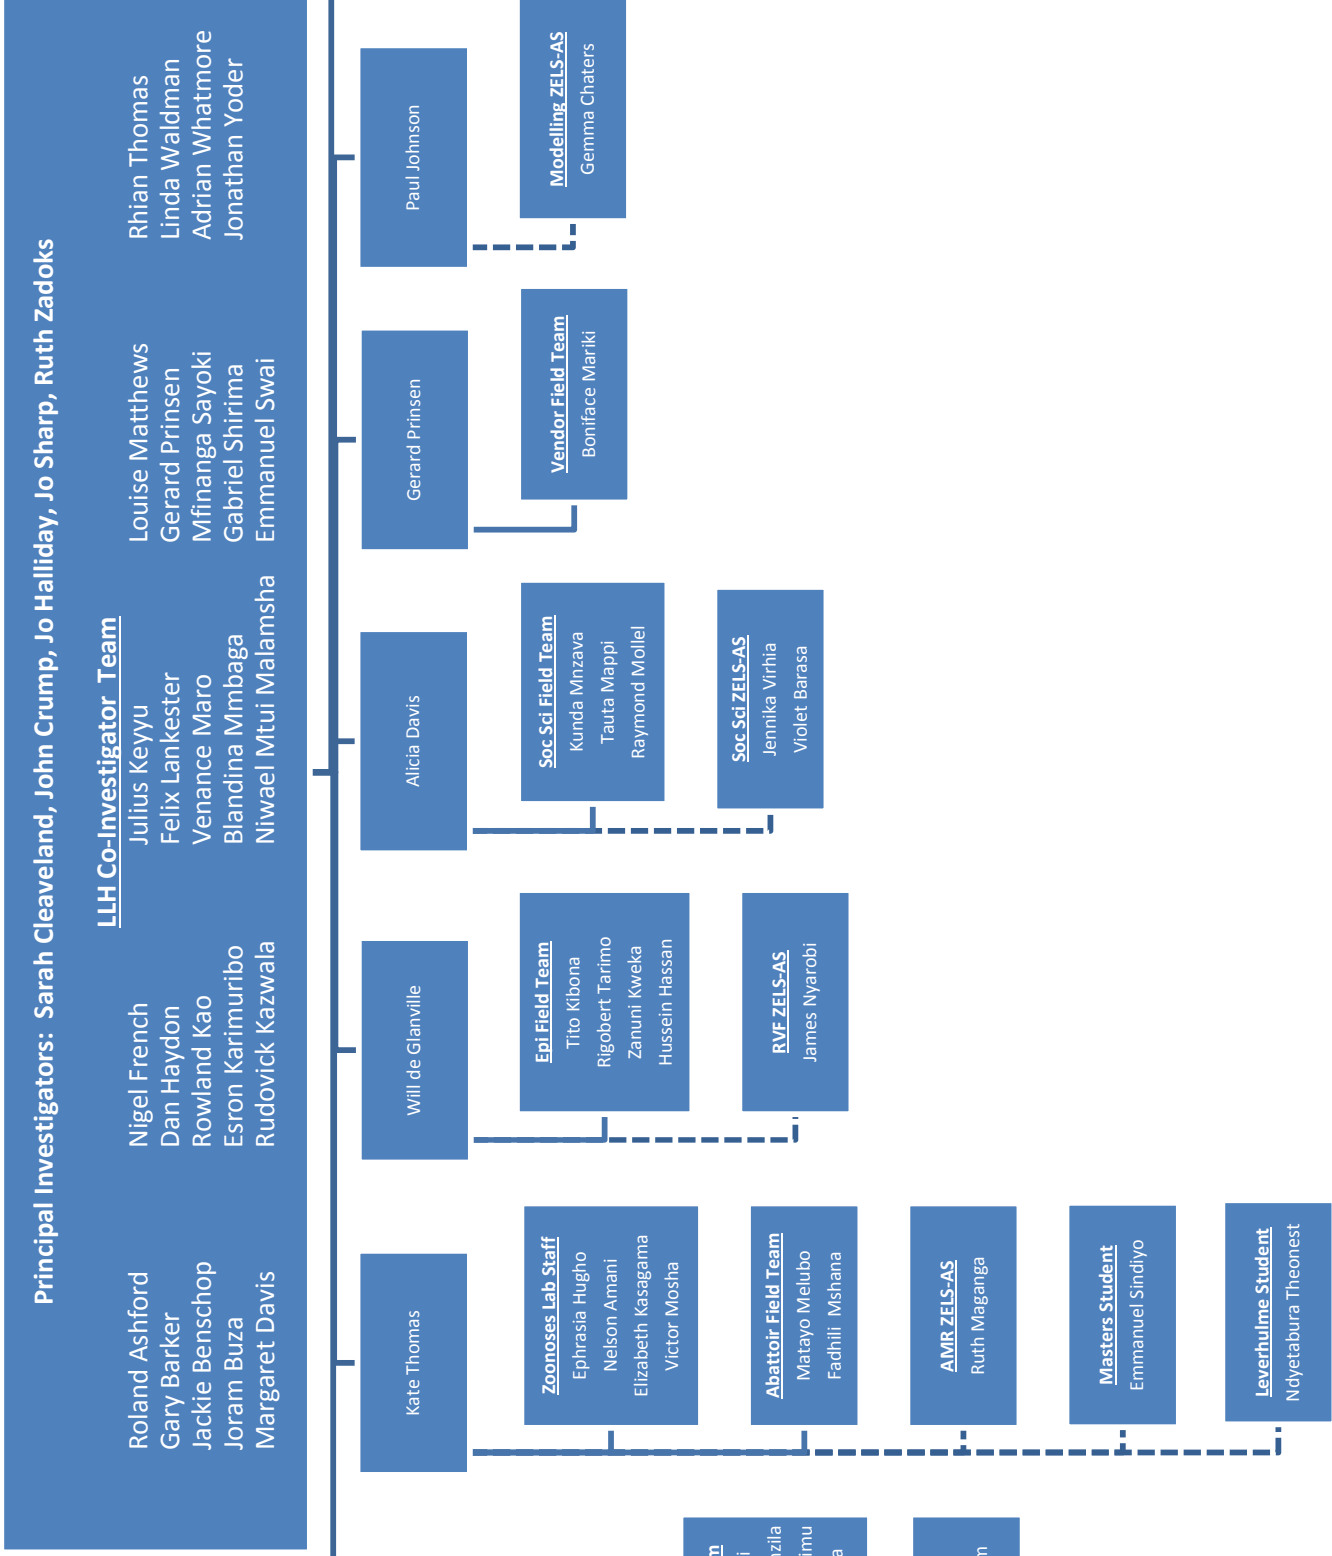 Principal Investigators: Sarah Cleaveland, John Crump, Jo Halliday, Jo Sharp, Ruth Zadoks
LLH Co-Investigator Team
Roland Ashford
Gary Barker
Jackie Benschop
Joram Buza
Margaret Davis
Nigel French
Dan Haydon
Rowland Kao
Esron Karimuribo
Rudovick Kazwala
Julius Keyyu
Felix Lankester
Venance Maro
Blandina Mmbaga
Niwael Mtui Malamsha
Louise Matthews
Gerard Prinsen
Mfinanga Sayoki
Gabriel Shirima
Emmanuel Swai
Rhian Thomas
Linda Waldman
Adrian Whatmore
Jonathan Yoder
Kate Thomas
Zoonoses Lab Staff
Ephrasia Hugho
Nelson Amani
Elizabeth Kasagama
Victor Mosha
Abattoir Field Team
Matayo Melubo
Fadhili Mshana
AMR ZELS-AS
Ruth Maganga
Masters Student
Emmanuel Sindiyo
Leverhulme Student
Ndyetabura Theonest
Will de Glanville
Epi Field Team
Tito Kibona
Rigobert Tarimo
Zanuni Kweka
Hussein Hassan
RVF ZELS-AS
James Nyarobi
Alicia Davis
Soc Sci Field Team
Kunda Mnzava
Tauta Mappi
Raymond Mollel
Soc Sci ZELS-AS
Jennika Virhia
Violet Barasa
Gerard Prinsen
Vendor Field Team
Boniface Mariki
Paul Johnson
Modelling ZELS-AS
Gemma Chaters